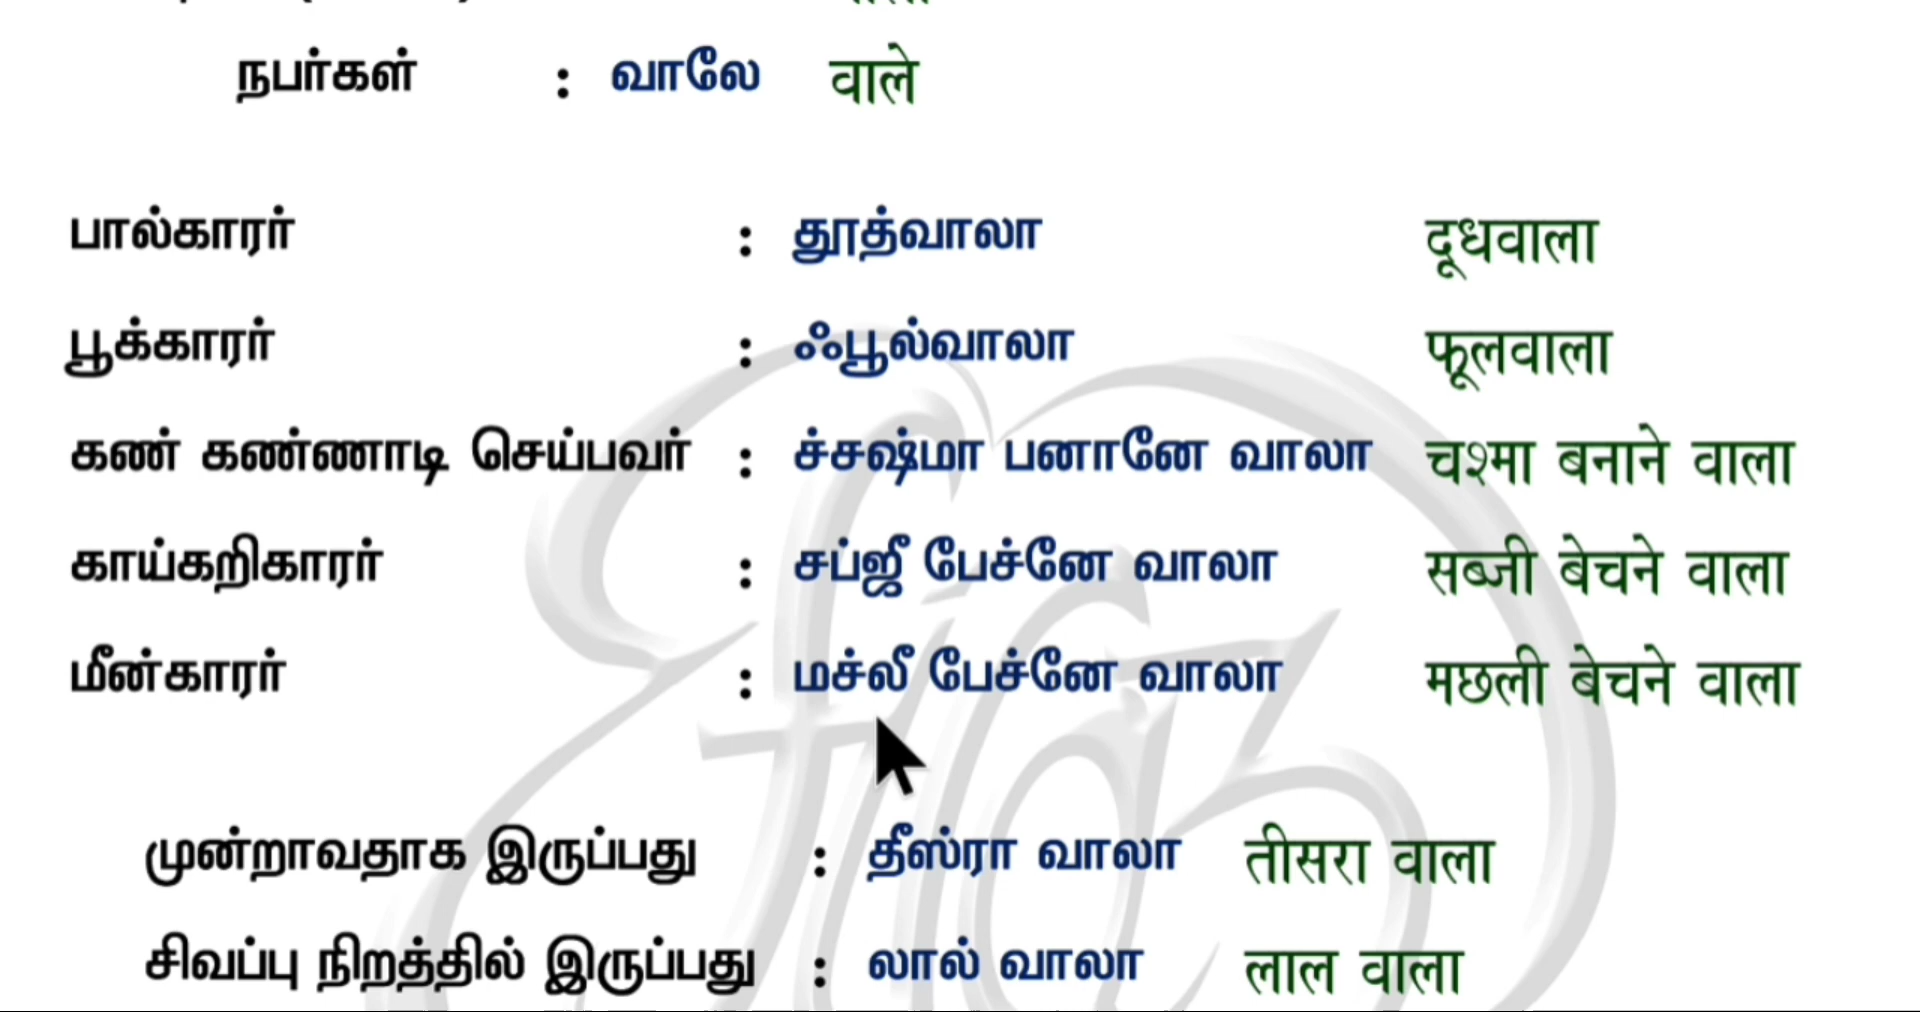 நபர்கள் : வாலே வாले
பால்காரர் : தூத்வாலா दूधवाला
பூக்காரர் : ஃபூல்வாலா फूलवाला
கண் கண்ணாடி செய்பவர் : ச்சஷ்மா பனானே வாலா चश्मा बनाने वाला
காய்கறிகாரர் : சப்ஜீ பேச்னே வாலா सब्जी बेचने वाला
மீன்காரர் : மச்லீ பேச்னே வாலா मछली बेचने वाला
முன்றாவதாக இருப்பது : தீஸ்ரா வாலா तीसरा वाला
சிவப்பு நிறத்தில் இருப்பது : லால் வாலா लाल वाला